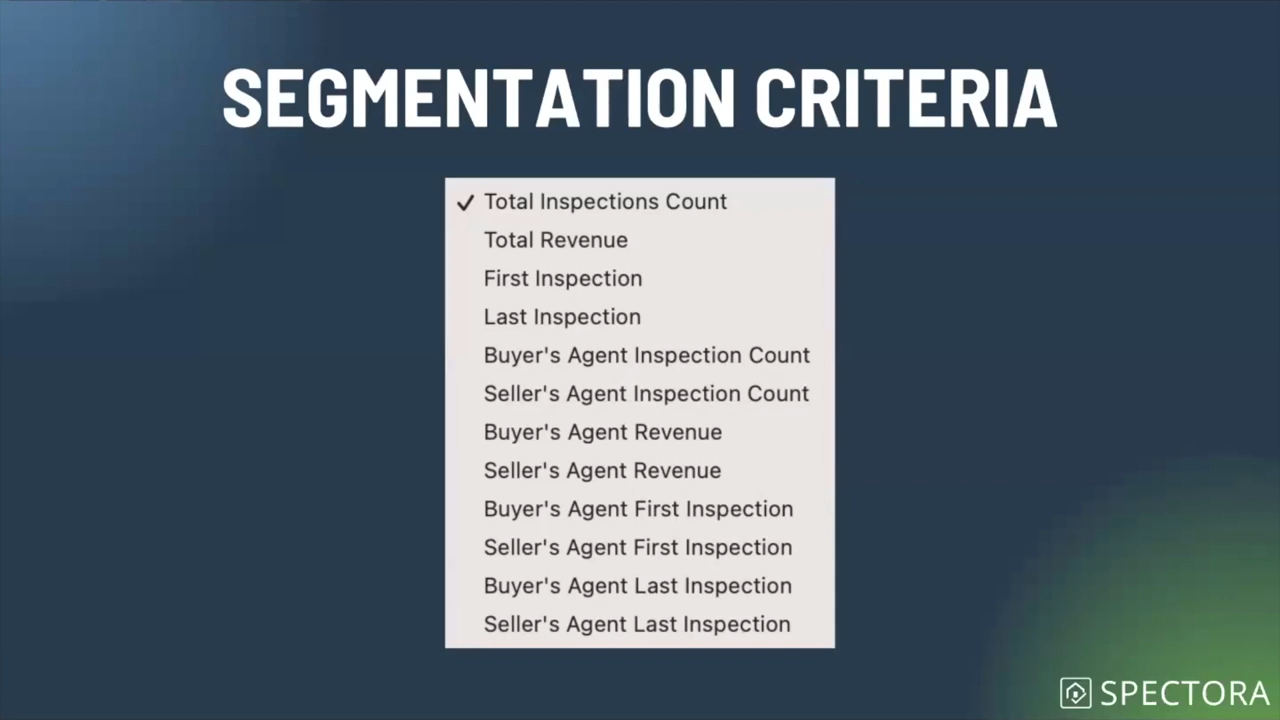 SEGMENTATION CRITERIA
✓ Total Inspections Count
Total Revenue
First Inspection
Last Inspection
Buyer's Agent Inspection Count
Seller's Agent Inspection Count
Buyer's Agent Revenue
Seller's Agent Revenue
Buyer's Agent First Inspection
Seller's Agent First Inspection
Buyer's Agent Last Inspection
Seller's Agent Last Inspection
SPECTORA